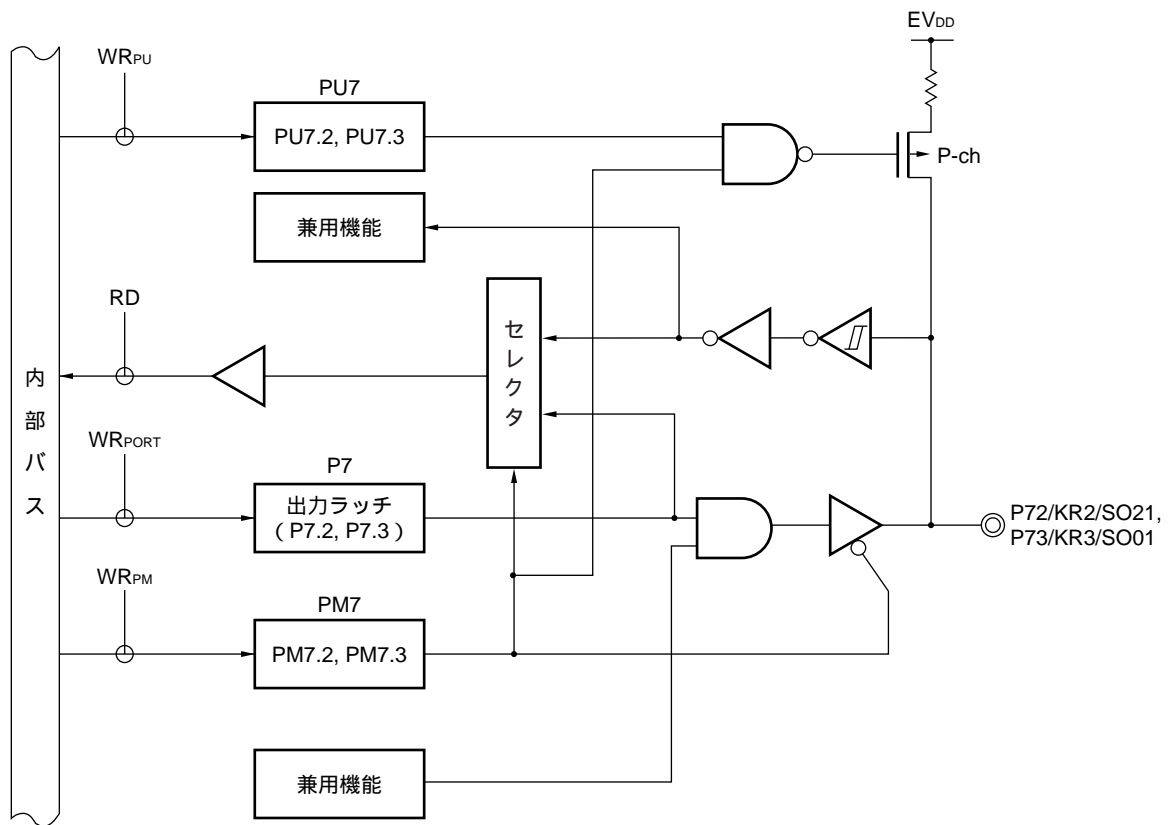 EVDD
WRPU
PU7
PU7.2, PU7.3
P-ch
兼用機能
RD
セレクタ
内部バス
WRPORT
P7
出力ラッチ
(P7.2, P7.3)
P72/KR2/SO21,
P73/KR3/SO01
WRPM
PM7
PM7.2, PM7.3
兼用機能